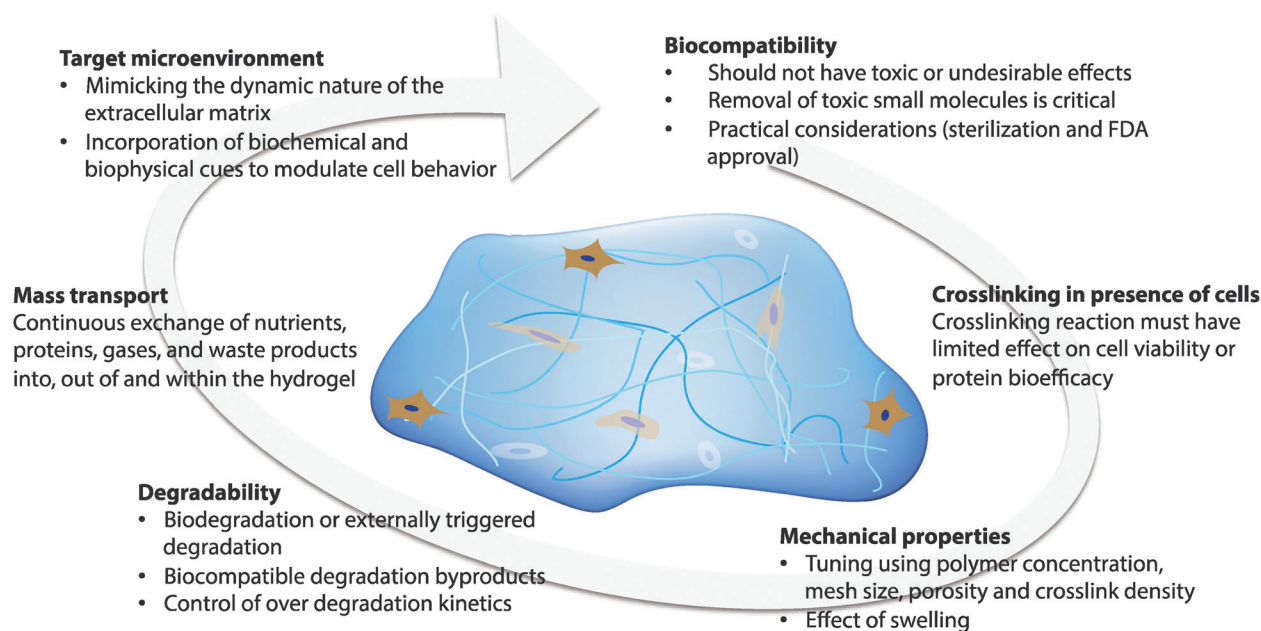 Target microenvironment
• Mimicking the dynamic nature of the
extracellular matrix
• Incorporation of biochemical and
biophysical cues to modulate cell behavior
Biocompatibility
• Should not have toxic or undesirable effects
• Removal of toxic small molecules is critical
• Practical considerations (sterilization and FDA
approval)
Mass transport
Continuous exchange of nutrients,
proteins, gases, and waste products
into, out of and within the hydrogel
Crosslinking in presence of cells
Crosslinking reaction must have
limited effect on cell viability or
protein bioefficacy
Degradability
• Biodegradation or externally triggered
degradation
• Biocompatible degradation byproducts
• Control of over degradation kinetics
Mechanical properties
• Tuning using polymer concentration,
mesh size, porosity and crosslink density
• Effect of swelling